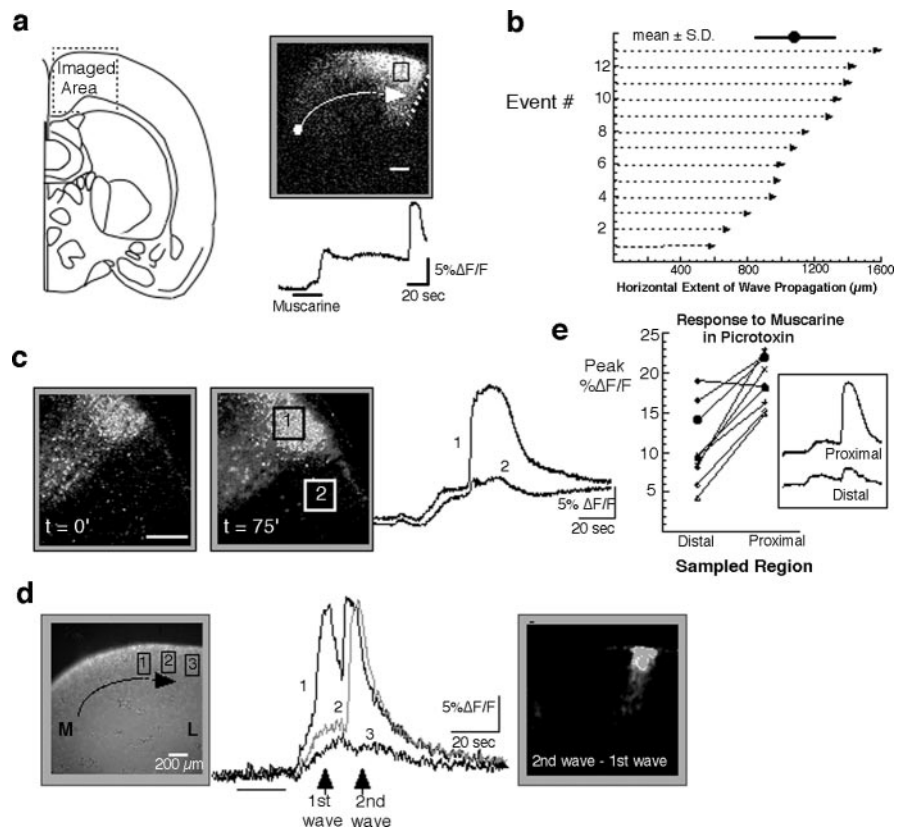 a
Imaged
Area
5%ΔF/F
20 sec
Muscarine
b
mean ± S.D.
Event #
12
10
8
6
4
2
400
800
1200
1600
Horizontal Extent of Wave Propagation (μm)
c
t = 0'
1
2
t = 75'
1
2
5% ΔF/F
20 sec
e
Response to Muscarine
in Picrotoxin
Peak
%ΔF/F
25
20
15
10
5
Distal
Proximal
Sampled Region
Proximal
Distal
d
1
2
3
M
L
200 μm
1
2
3
5%ΔF/F
20 sec
1st
wave
2nd
wave
2nd wave - 1st wave